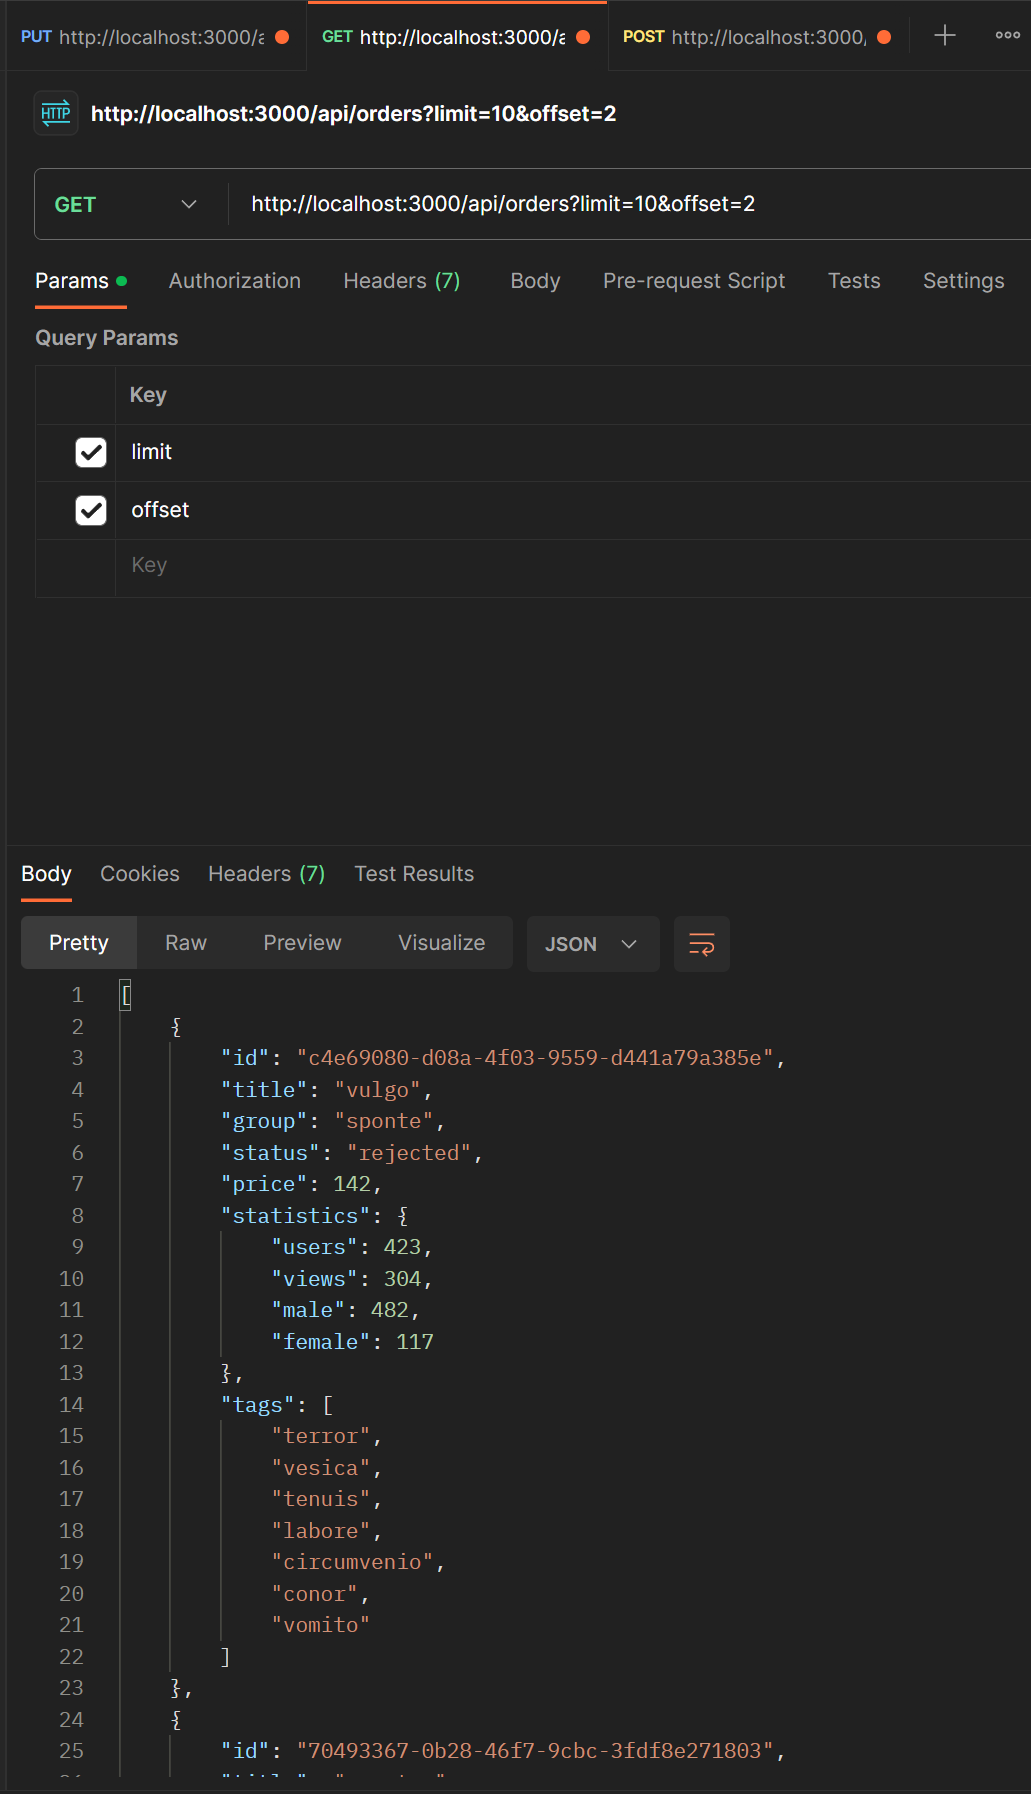 PUT http://localhost:3000/a GET http://localhost:3000/a POST http://localhost:3000/
HTTP http://localhost:3000/api/orders?limit=10&offset=2
GET http://localhost:3000/api/orders?limit=10&offset=2
Params Authorization Headers (7) Body Pre-request Script Tests Settings
Query Params
Key
limit
offset
Key
Body Cookies Headers (7) Test Results
Pretty Raw Preview Visualize JSON
1 [
2 {
3 "id": "c4e69080-d08a-4f03-9559-d441a79a385e",
4 "title": "vulgo",
5 "group": "sponte",
6 "status": "rejected",
7 "price": 142,
8 "statistics": {
9 "users": 423,
10 "views": 304,
11 "male": 482,
12 "female": 117
13 },
14 "tags": [
15 "terror",
16 "vesica",
17 "tenuis",
18 "labore",
19 "circumvenio",
20 "conor",
21 "vomito"
22 ]
23 },
24 {
25 "id": "70493367-0b28-46f7-9cbc-3fdf8e271803",